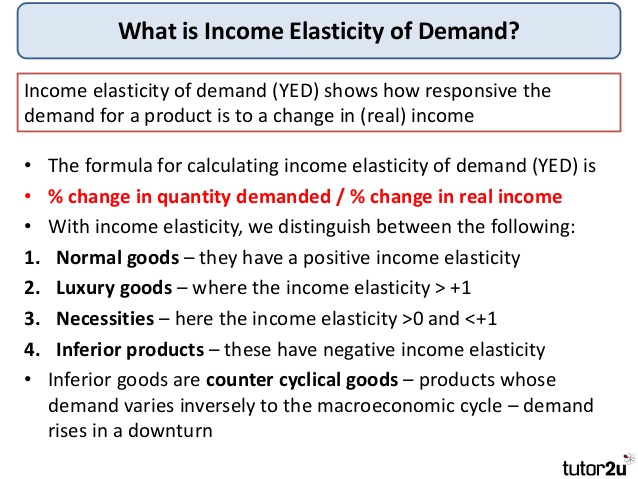 What is Income Elasticity of Demand?
Income elasticity of demand (YED) shows how responsive the
demand for a product is to a change in (real) income
• The formula for calculating income elasticity of demand (YED) is
• % change in quantity demanded / % change in real income
• With income elasticity, we distinguish between the following:
1. Normal goods – they have a positive income elasticity
2. Luxury goods – where the income elasticity > +1
3. Necessities – here the income elasticity >0 and <+1
4. Inferior products – these have negative income elasticity
• Inferior goods are counter cyclical goods – products whose
demand varies inversely to the macroeconomic cycle – demand
rises in a downturn
tutor2u